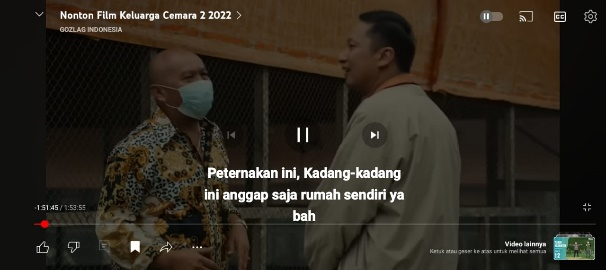 Nonton Film Keluarga Cemara 2 2022
GOZLAG INDONESIA
CC
Peternakan ini, Kadang-kadang
ini anggap saja rumah sendiri ya
bah
-1:51:45 / 1:53:55
Video lainnya
Ketuk atau geser ke atas untuk melihat semua